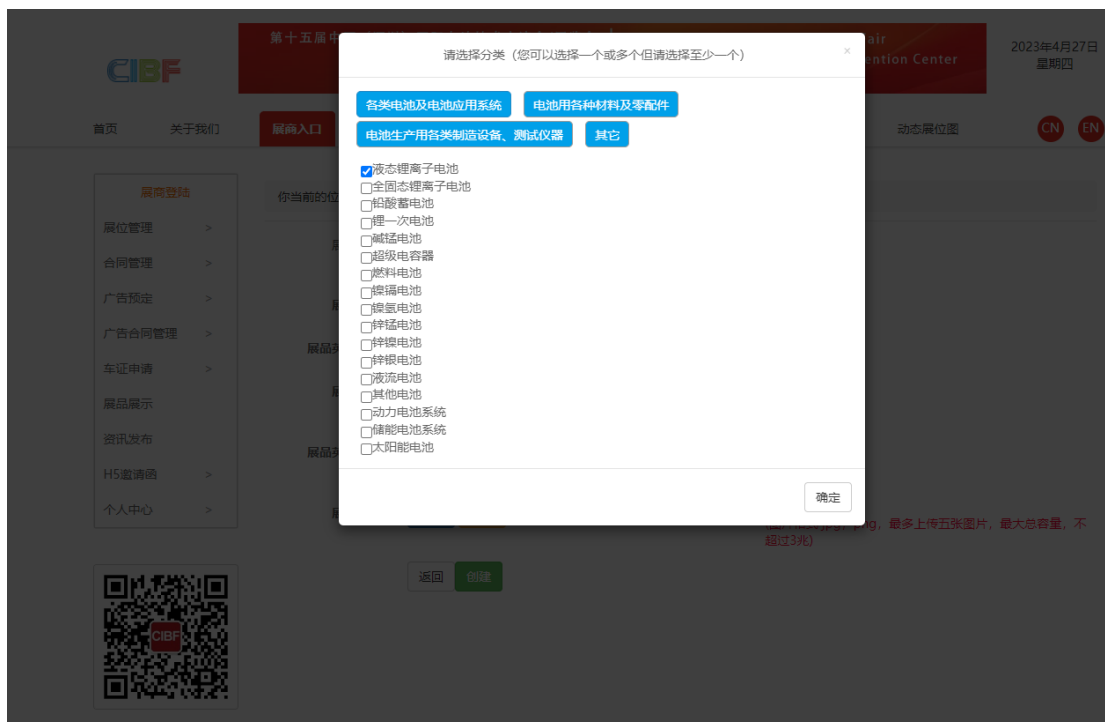 第十五届中
air
ention Center
2023年4月27日
星期四
CIBF
请选择分类（您可以选择一个或多个但请选择至少一个）
×
各类电池及电池应用系统
电池用各种材料及零配件
首页
关于我们
展商入口
动态展位图
CN
EN
电池生产用各类制造设备、测试仪器
其它
液态锂离子电池
全固态锂离子电池
铅酸蓄电池
锂一次电池
碱锰电池
超级电容器
燃料电池
镍镉电池
镍氢电池
锌锰电池
锌镍电池
锌银电池
液流电池
其他电池
动力电池系统
储能电池系统
太阳能电池
确定
展商登陆
展位管理 >
合同管理 >
广告预定 >
广告合同管理 >
车证申请 >
展品展示
资讯发布
H5邀请函 >
个人中心 >
你当前的位
展品英
展品英
ng，最多上传五张图片，最大总容量，不
超过3兆)
返回
创建
CIBF